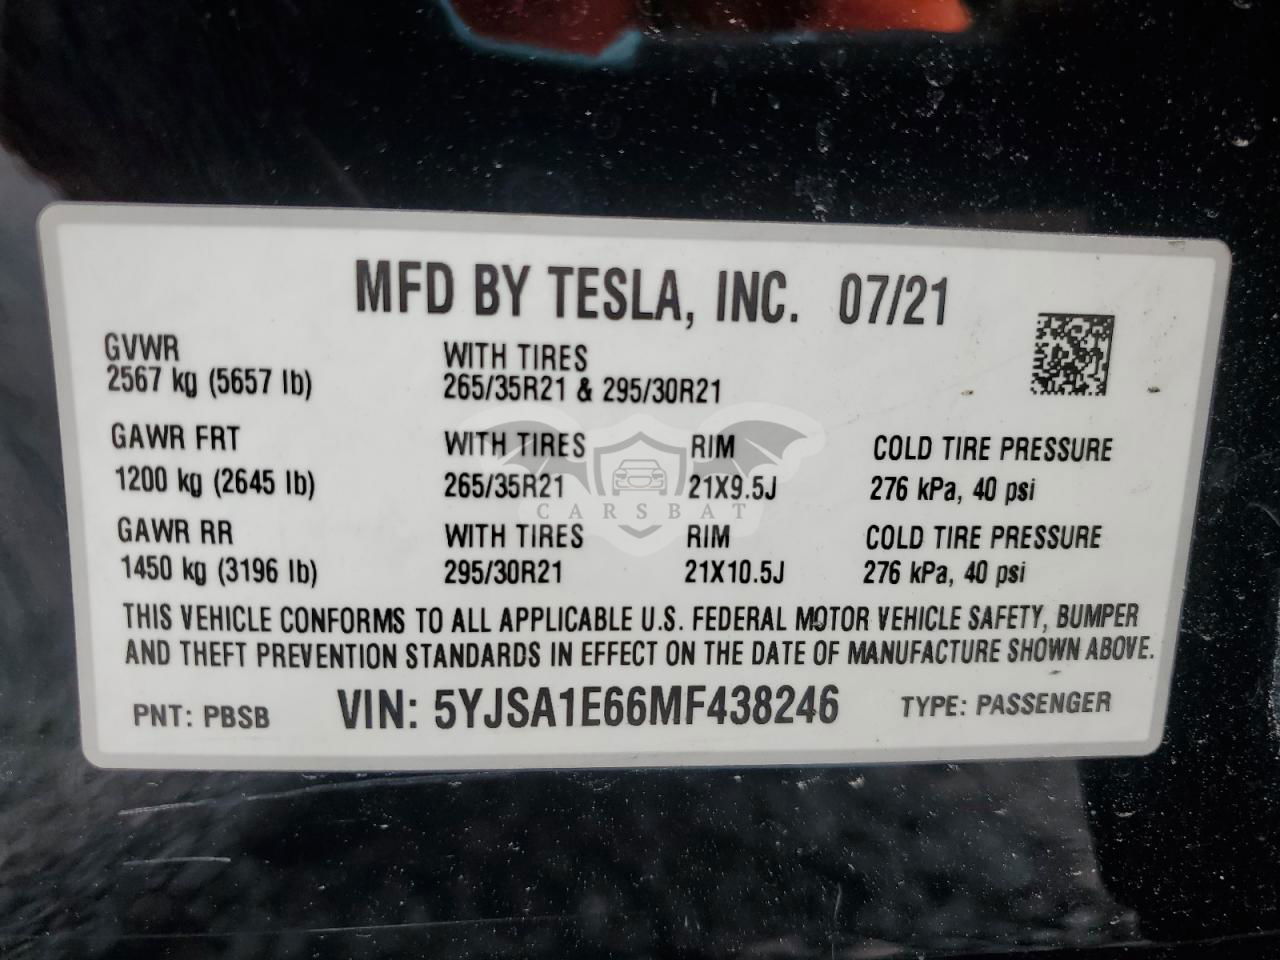 MFD BY TESLA, INC. 07/21
GVWR
2567 kg (5657 lb)
WITH TIRES
265/35R21 & 295/30R21
GAWR FRT
1200 kg (2645 lb)
WITH TIRES
265/35R21
RIM
21X9.5J
COLD TIRE PRESSURE
276 kPa, 40 psi
GAWR RR
1450 kg (3196 lb)
WITH TIRES
295/30R21
RIM
21X10.5J
COLD TIRE PRESSURE
276 kPa, 40 psi
THIS VEHICLE CONFORMS TO ALL APPLICABLE U.S. FEDERAL MOTOR VEHICLE SAFETY, BUMPER
AND THEFT PREVENTION STANDARDS IN EFFECT ON THE DATE OF MANUFACTURE SHOWN ABOVE.
PNT: PBSB VIN: 5YJSA1E66MF438246 TYPE: PASSENGER
CARSBAT